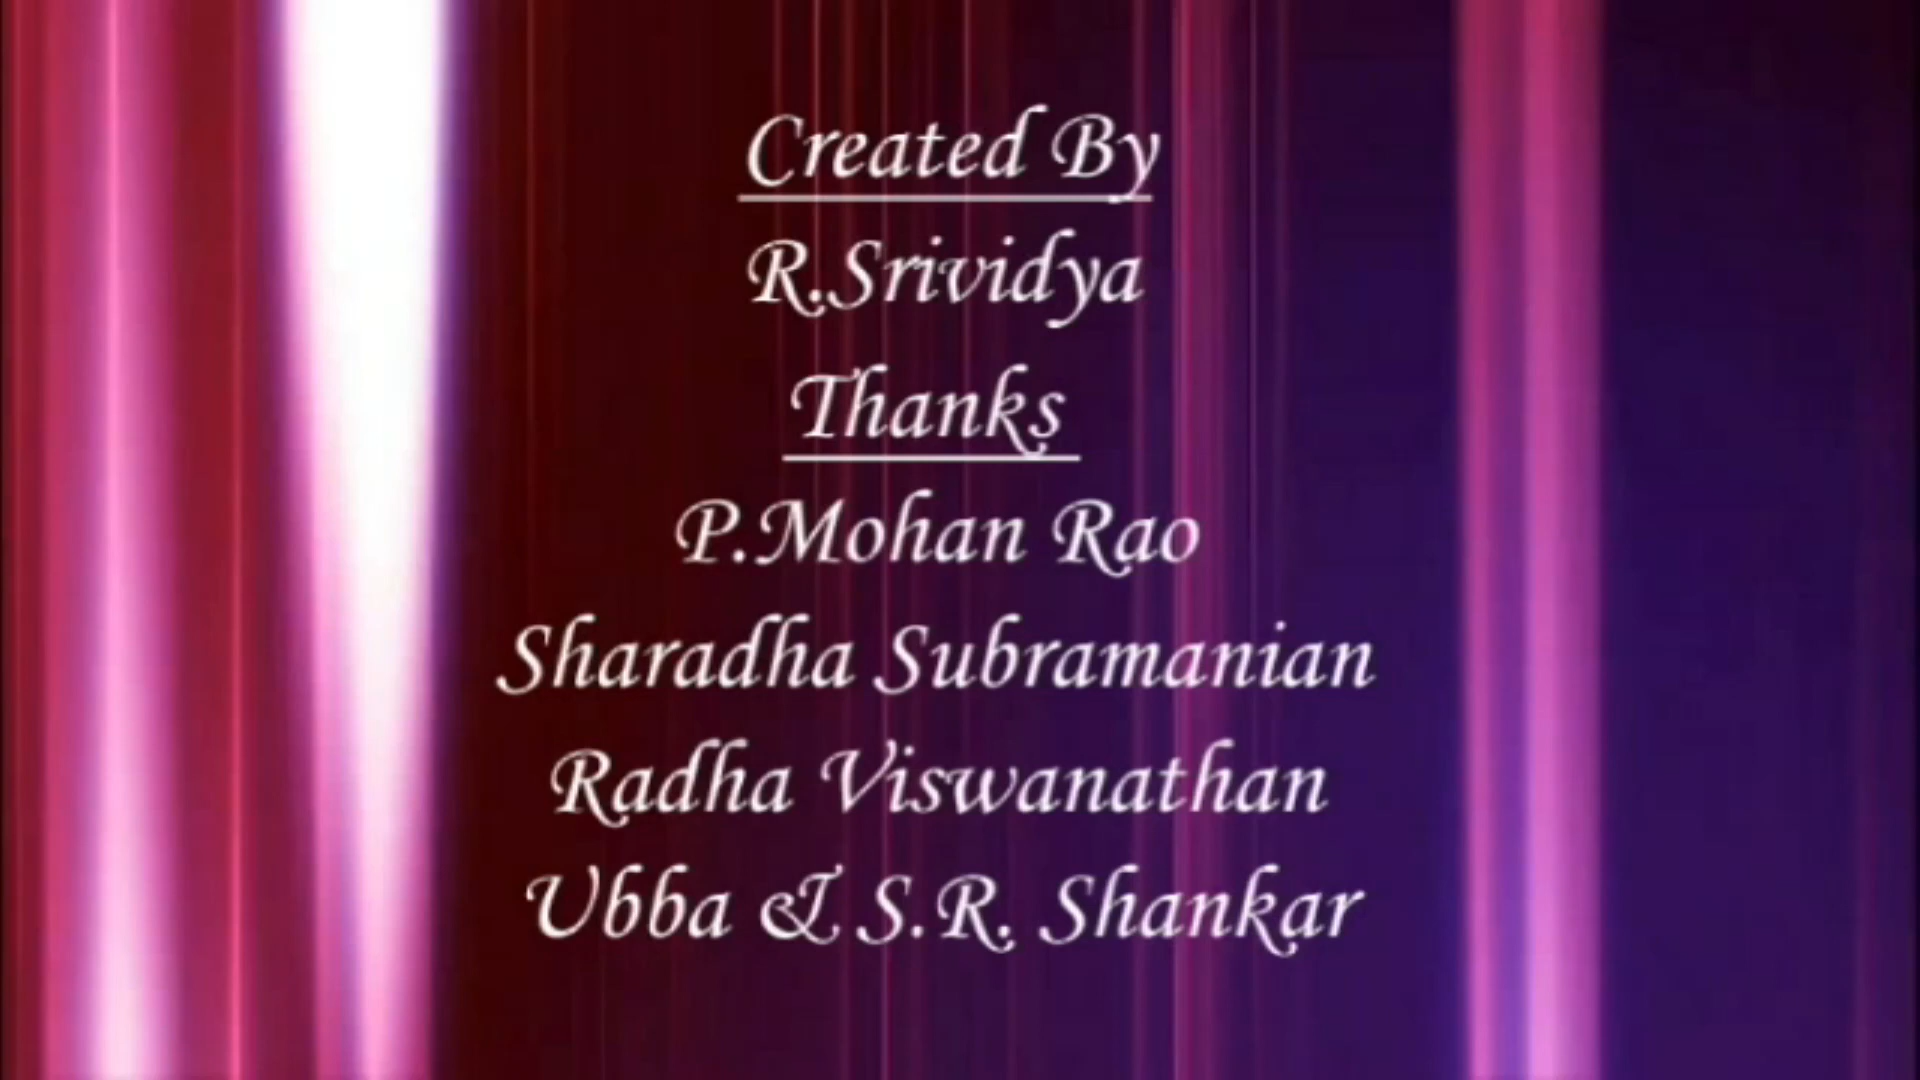 Created By
R.Srividya
Thanks
P.Mohan Rao
Sharadha Subramanian
Radha Viswanathan
Ubba & S.R. Shankar